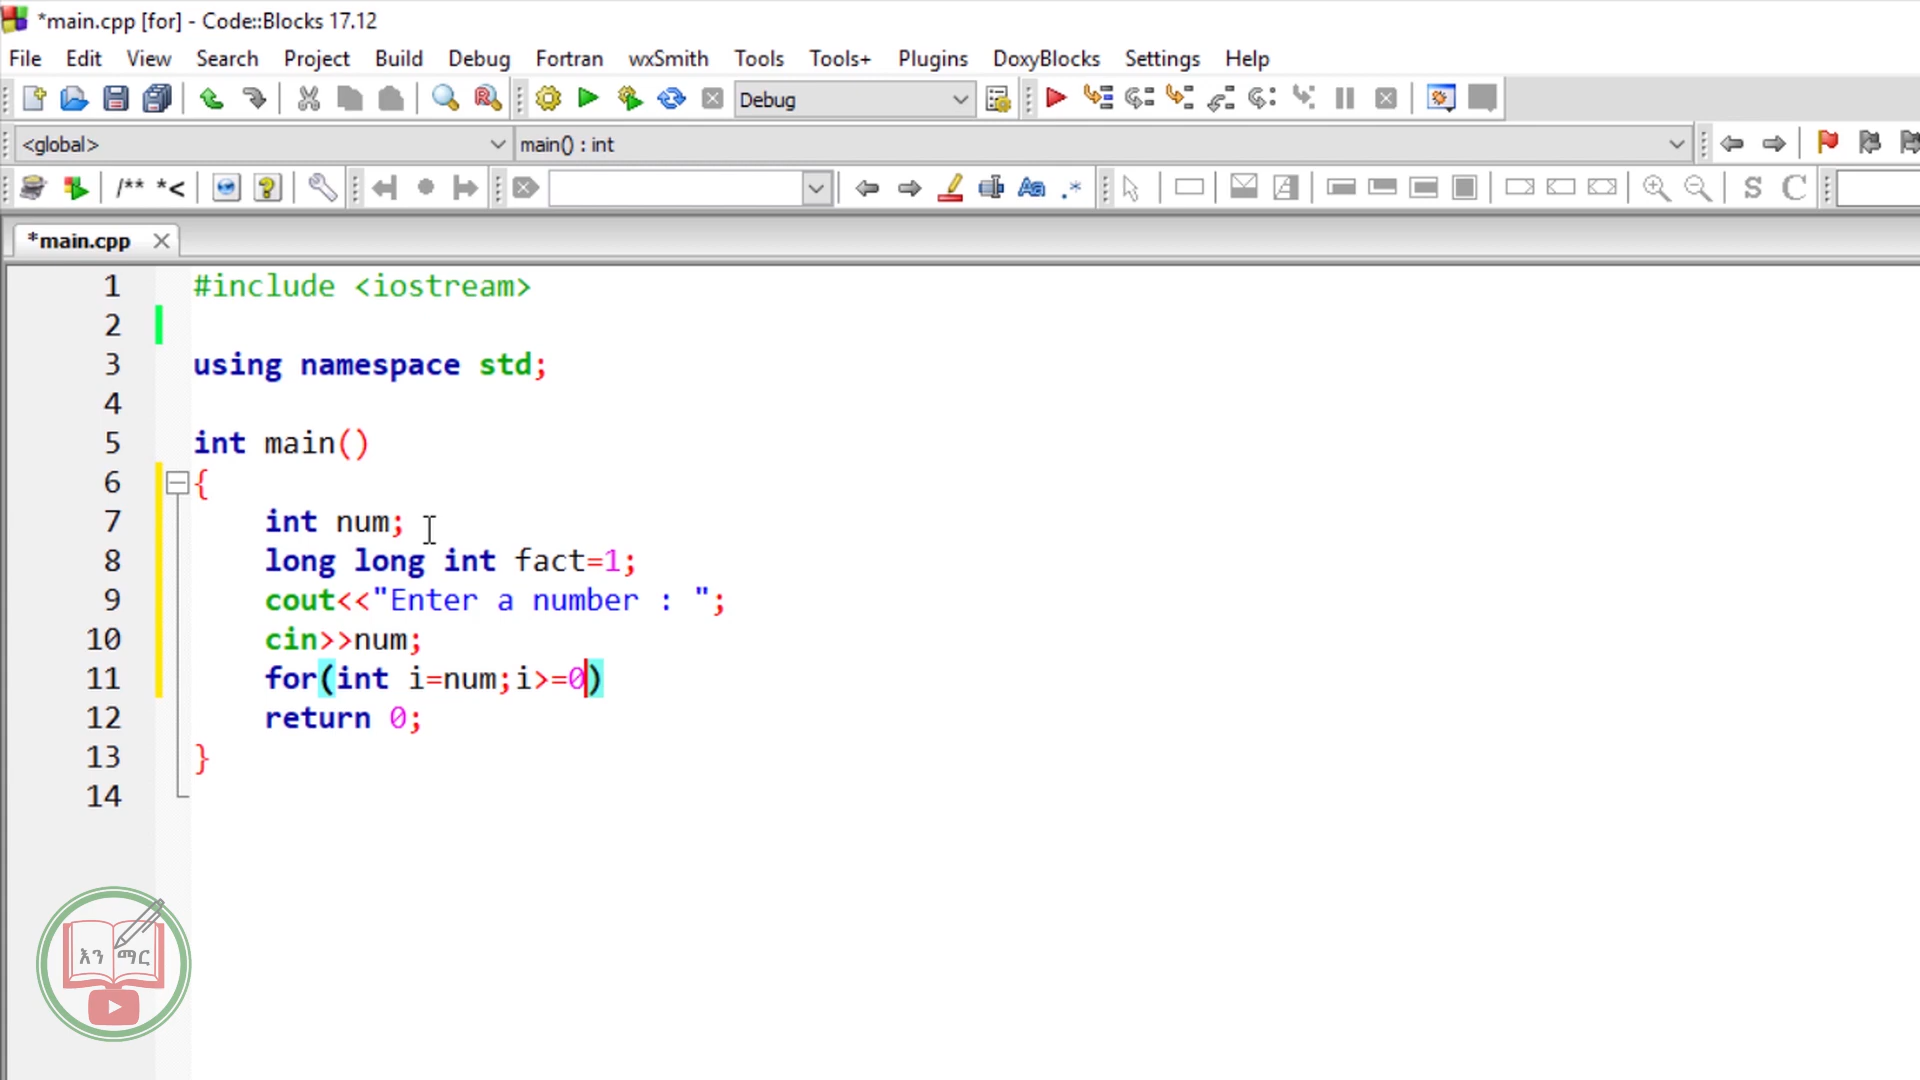 *main.cpp [for] - Code::Blocks 17.12
File Edit View Search Project Build Debug Fortran wxSmith Tools Tools+ Plugins DoxyBlocks Settings Help
Debug
<global> main() : int
/** *< Aa .* S C
*main.cpp
1 #include <iostream>
2
3 using namespace std;
4
5 int main()
6 {
7 int num;
8 long long int fact=1;
9 cout<<"Enter a number : ";
10 cin>>num;
11 for(int i=num;i>=0)
12 return 0;
13 }
14
እን ማር